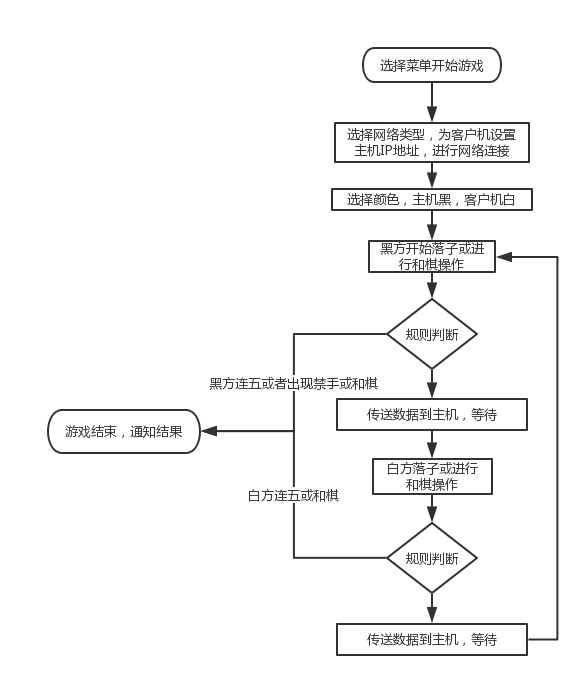 选择菜单开始游戏
选择网络类型，为客户机设置
主机IP地址，进行网络连接
选择颜色，主机黑，客户机白
黑方开始落子或进
行和棋操作
规则判断
黑方连五或者出现禁手或和棋
传送数据到主机，等待
游戏结束，通知结果
白方落子或进行
和棋操作
白方连五或和棋
规则判断
传送数据到主机，等待